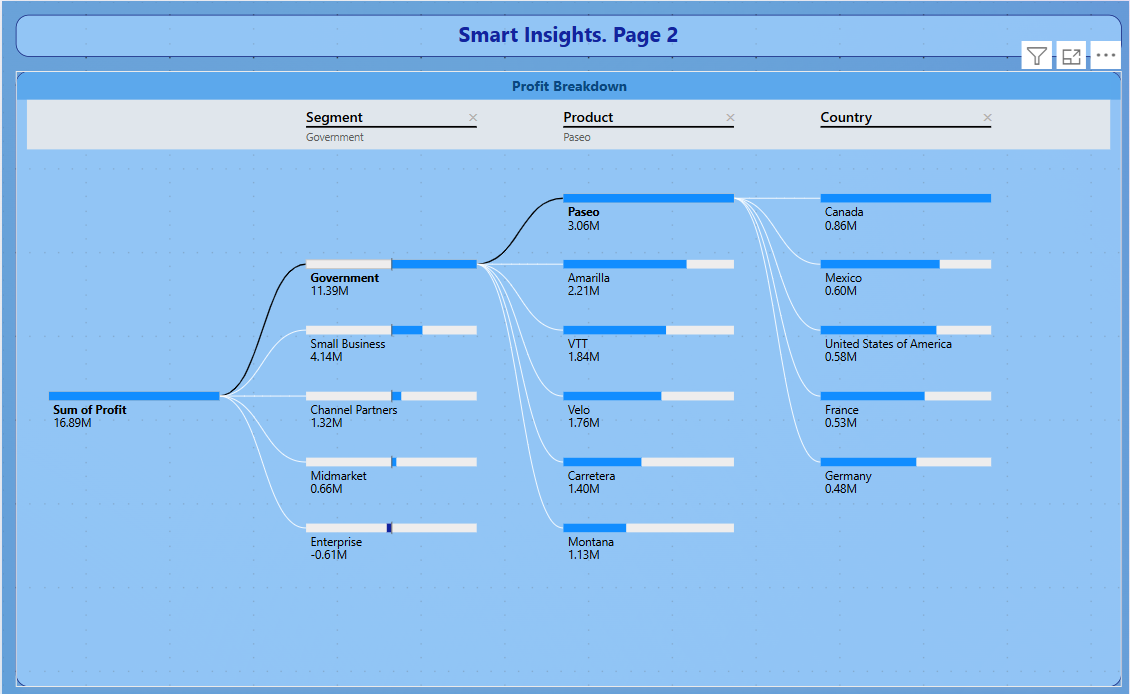 Smart Insights. Page 2
Profit Breakdown
Segment
Government
Product
Paseo
Country
Sum of Profit
16.89M
Government
11.39M
Small Business
4.14M
Channel Partners
1.32M
Midmarket
0.66M
Enterprise
-0.61M
Paseo
3.06M
Amarilla
2.21M
VTT
1.84M
Velo
1.76M
Carretera
1.40M
Montana
1.13M
Canada
0.86M
Mexico
0.60M
United States of America
0.58M
France
0.53M
Germany
0.48M